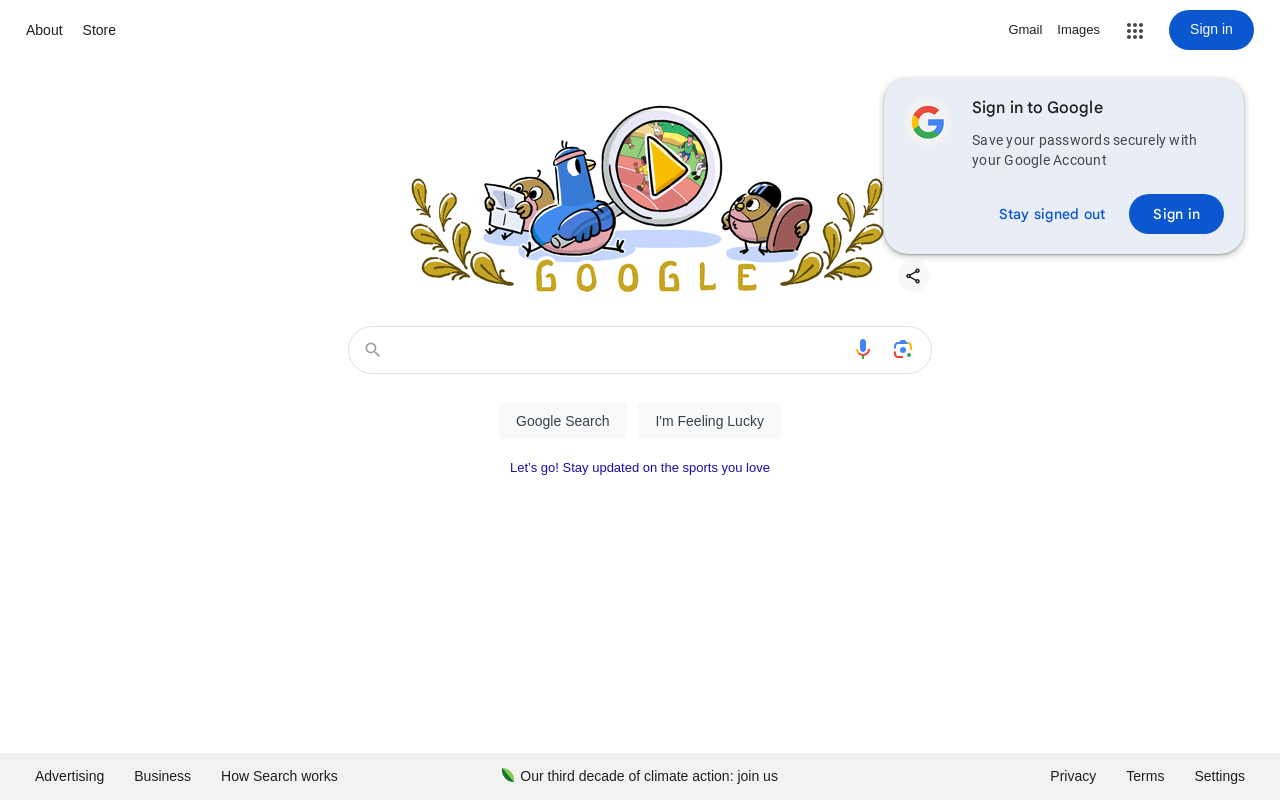 About
Store
Gmail
Images
Sign in
Sign in to Google
Save your passwords securely with
your Google Account
Stay signed out
Sign in
GOOGLE
Google Search
I'm Feeling Lucky
Let’s go! Stay updated on the sports you love
Advertising
Business
How Search works
Our third decade of climate action: join us
Privacy
Terms
Settings